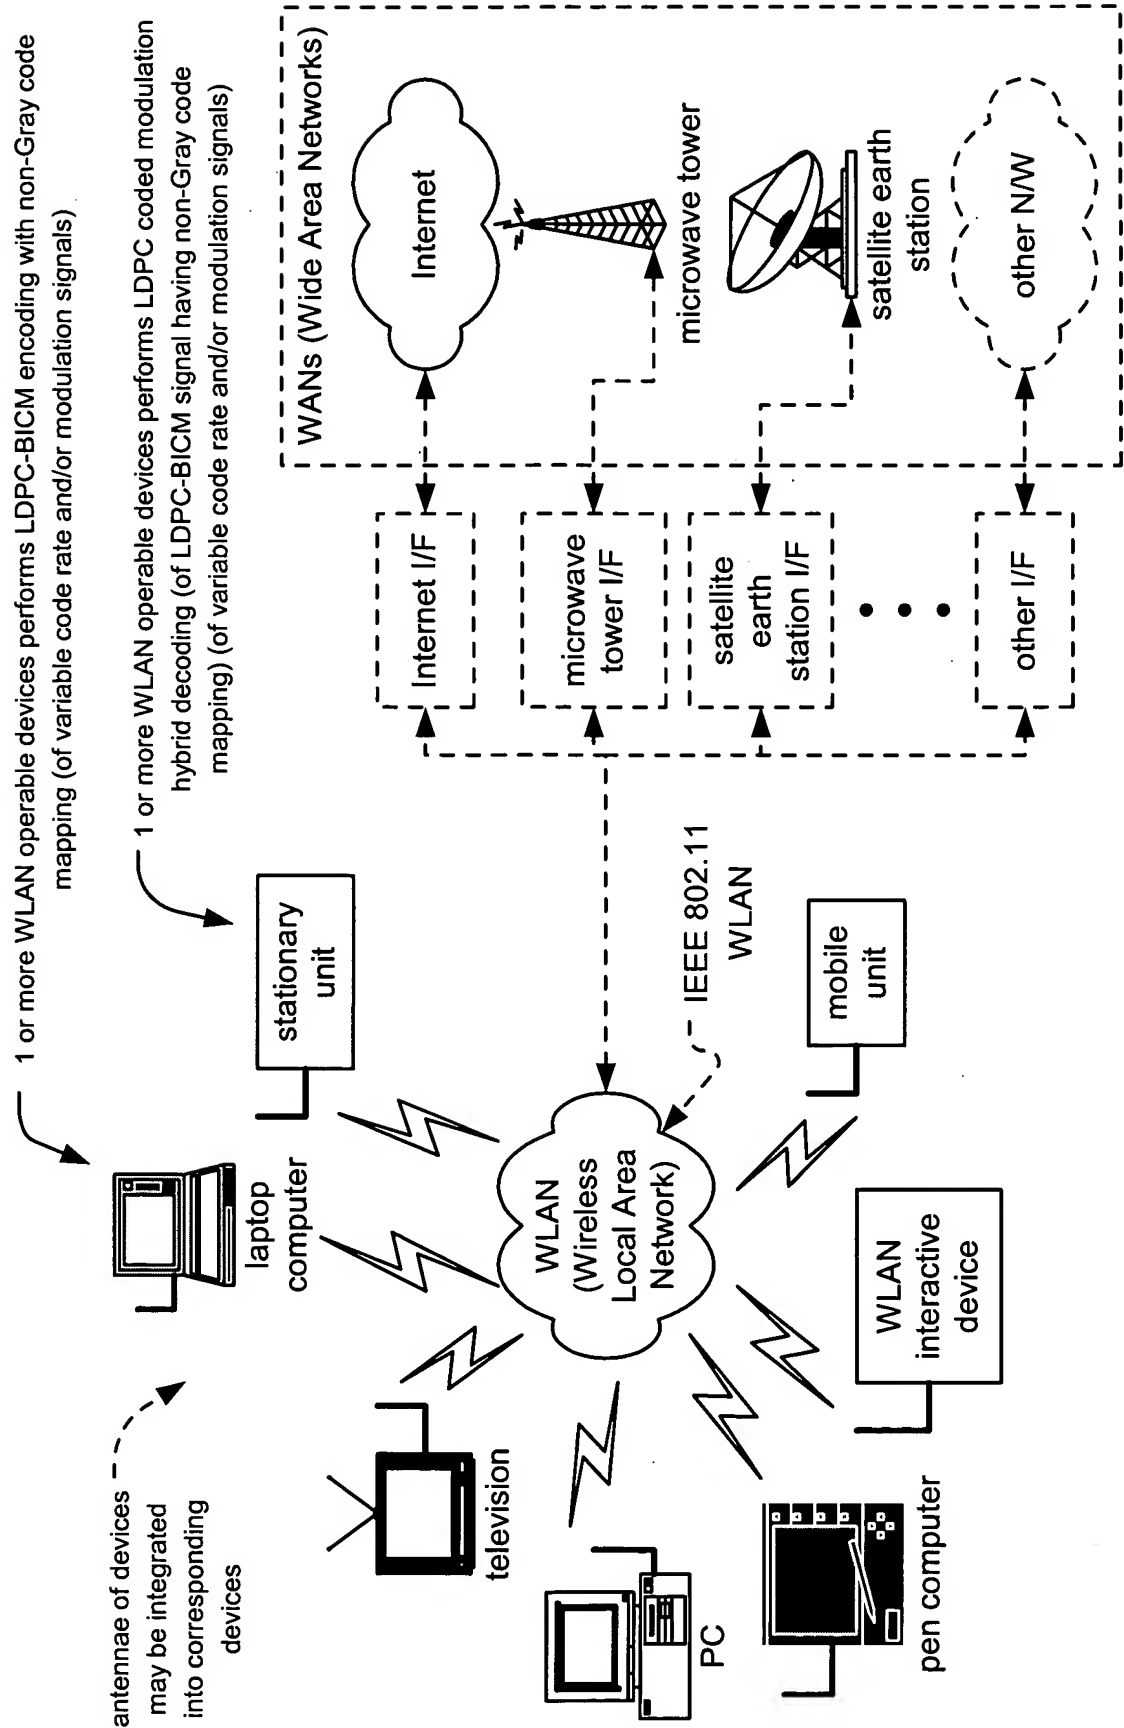 1 or more WLAN operable devices performs LDPC-BICM encoding with non-Gray code
mapping (of variable code rate and/or modulation signals)
1 or more WLAN operable devices performs LDPC coded modulation
hybrid decoding (of LDPC-BICM signal having non-Gray code
mapping) (of variable code rate and/or modulation signals)
antennae of devices
may be integrated
into corresponding
devices
laptop
computer
stationary
unit
television
PC
pen computer
WLAN
(Wireless
Local Area
Network)
IEEE 802.11
WLAN
WLAN
interactive
device
mobile
unit
Internet I/F
microwave
tower I/F
satellite
earth
station I/F
other I/F
WANs (Wide Area Networks)
Internet
microwave tower
satellite earth
station
other N/W